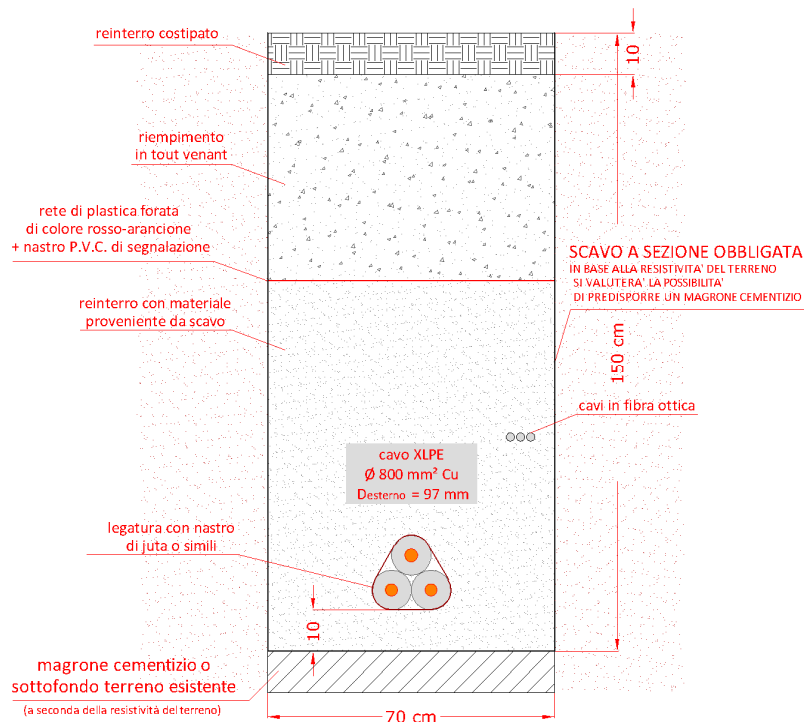 reinterro costipato
10
riempimento
in tout venant
rete di plastica forata
di colore rosso-arancione
+ nastro P.V.C. di segnalazione
SCAVO A SEZIONE OBBLIGATA
IN BASE ALLA RESISTIVITA' DEL TERRENO
SI VALUTERA' LA POSSIBILITA'
DI PREDISPORRE UN MAGRONE CEMENTIZIO
reinterro con materiale
proveniente da scavo
150 cm
cavi in fibra ottica
cavo XLPE
Ø 800 mm² Cu
Desterno = 97 mm
legatura con nastro
di juta o simili
10
magrone cementizio o
sottofondo terreno esistente
(a seconda della resistività del terreno)
70 cm